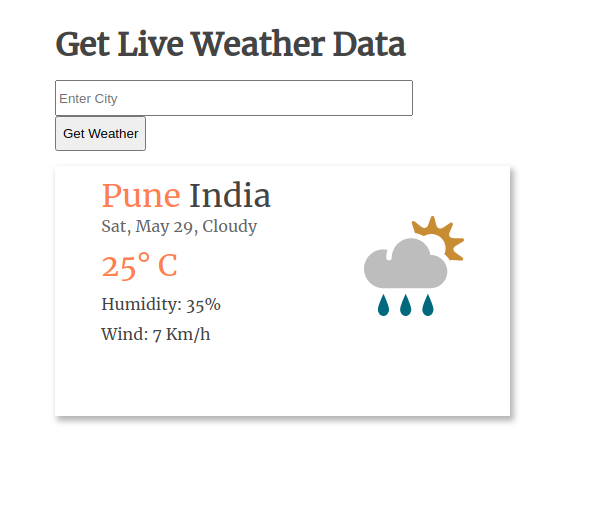 Get Live Weather Data
Enter City
Get Weather
Pune India
Sat, May 29, Cloudy
25° C
Humidity: 35%
Wind: 7 Km/h